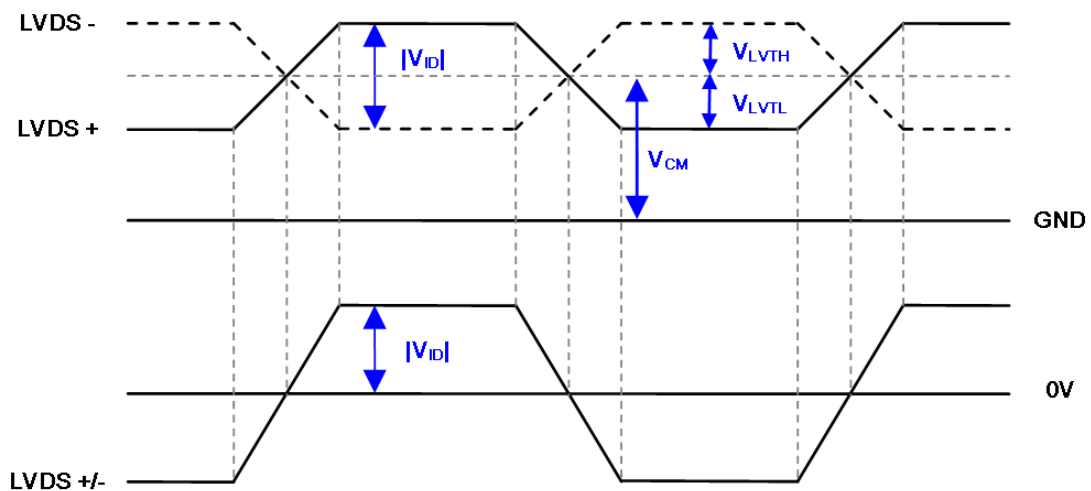 LVDS -
|VID|
VLVTH
VLVTL
LVDS +
VCM
GND
|VID|
0V
LVDS +/-